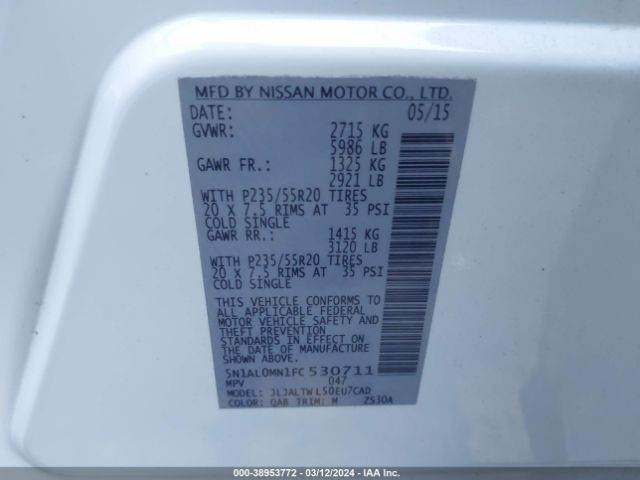 MFD BY NISSAN MOTOR CO., LTD.
DATE: 05/15
GVWR: 2715 KG
5986 LB
GAWR FR.: 1325 KG
2921 LB
WITH P235/55R20 TIRES
20 X 7.5 RIMS AT 35 PSI
COLD SINGLE
GAWR RR.: 1415 KG
3120 LB
WITH P235/55R20 TIRES
20 X 7.5 RIMS AT 35 PSI
COLD SINGLE
THIS VEHICLE CONFORMS TO
ALL APPLICABLE FEDERAL
MOTOR VEHICLE SAFETY AND
THEFT PREVENTION
STANDARDS IN EFFECT ON
THE DATE OF MANUFACTURE
SHOWN ABOVE.
5N1AL0MN1FC530711
MPV 047
MODEL: JLJALTWL50EU7CAD
COLOR: QAB TRIM: M ZS30A
000-38953772 - 03/12/2024 - IAAI.COM